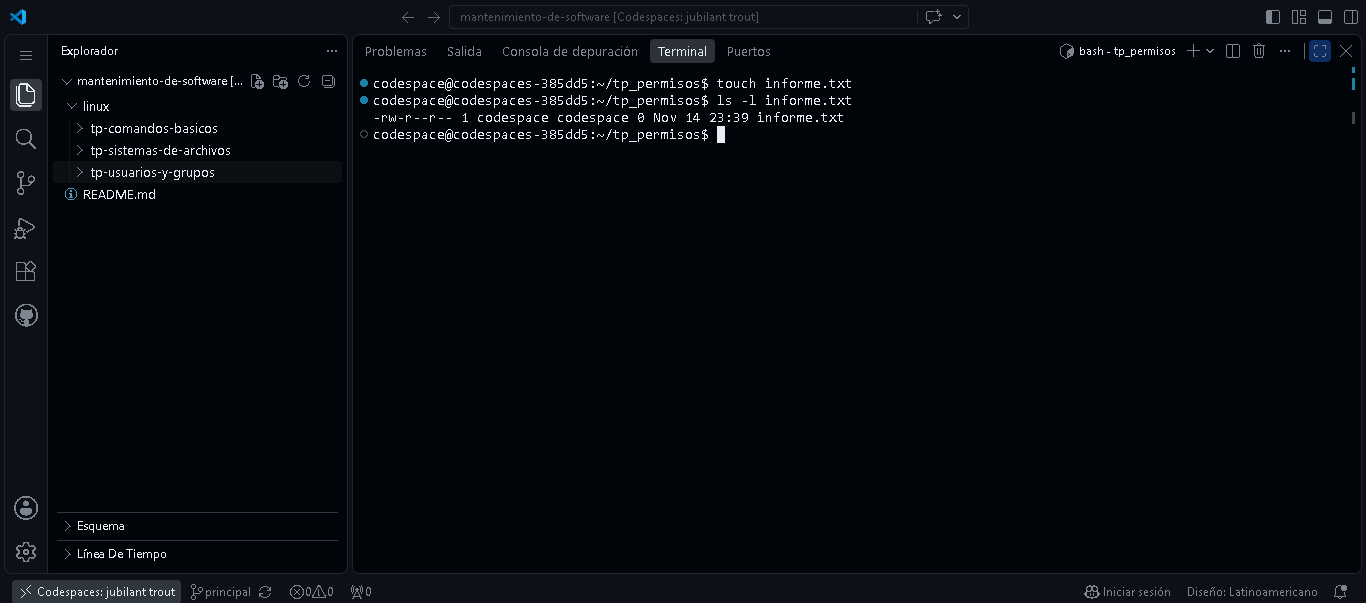 mantenimiento-de-software [Codespaces: jubilant trout]
Explorador
mantenimiento-de-software [...
linux
tp-comandos-basicos
tp-sistemas-de-archivos
tp-usuarios-y-grupos
README.md
Esquema
Línea De Tiempo
Problemas Salida Consola de depuración Terminal Puertos
bash - tp_permisos
codespace@codespaces-385dd5:~/tp_permisos$ touch informe.txt
codespace@codespaces-385dd5:~/tp_permisos$ ls -l informe.txt
-rw-r--r-- 1 codespace codespace 0 Nov 14 23:39 informe.txt
codespace@codespaces-385dd5:~/tp_permisos$
Codespaces: jubilant trout principal 0 0 0 Iniciar sesión Diseño: Latinoamericano